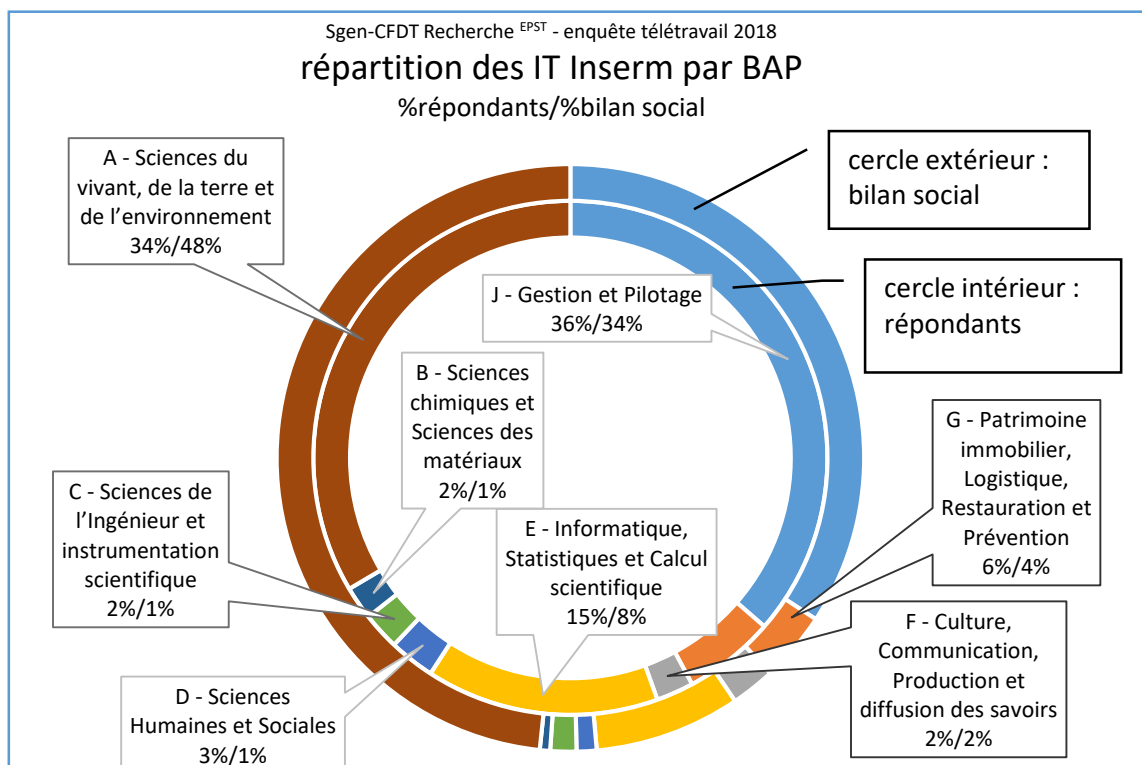 Sgen-CFDT Recherche EPST - enquête télétravail 2018
répartition des IT Inserm par BAP
%répondants/%bilan social
A - Sciences du
vivant, de la terre et
de l’environnement
34%/48%
cercle extérieur :
bilan social
cercle intérieur :
répondants
J - Gestion et Pilotage
36%/34%
B - Sciences
chimiques et
Sciences des
matériaux
2%/1%
G - Patrimoine
immobilier,
Logistique,
Restauration et
Prévention
6%/4%
C - Sciences de
l’Ingénieur et
instrumentation
scientifique
2%/1%
E - Informatique,
Statistiques et Calcul
scientifique
15%/8%
F - Culture,
Communication,
Production et
diffusion des savoirs
2%/2%
D - Sciences
Humaines et Sociales
3%/1%